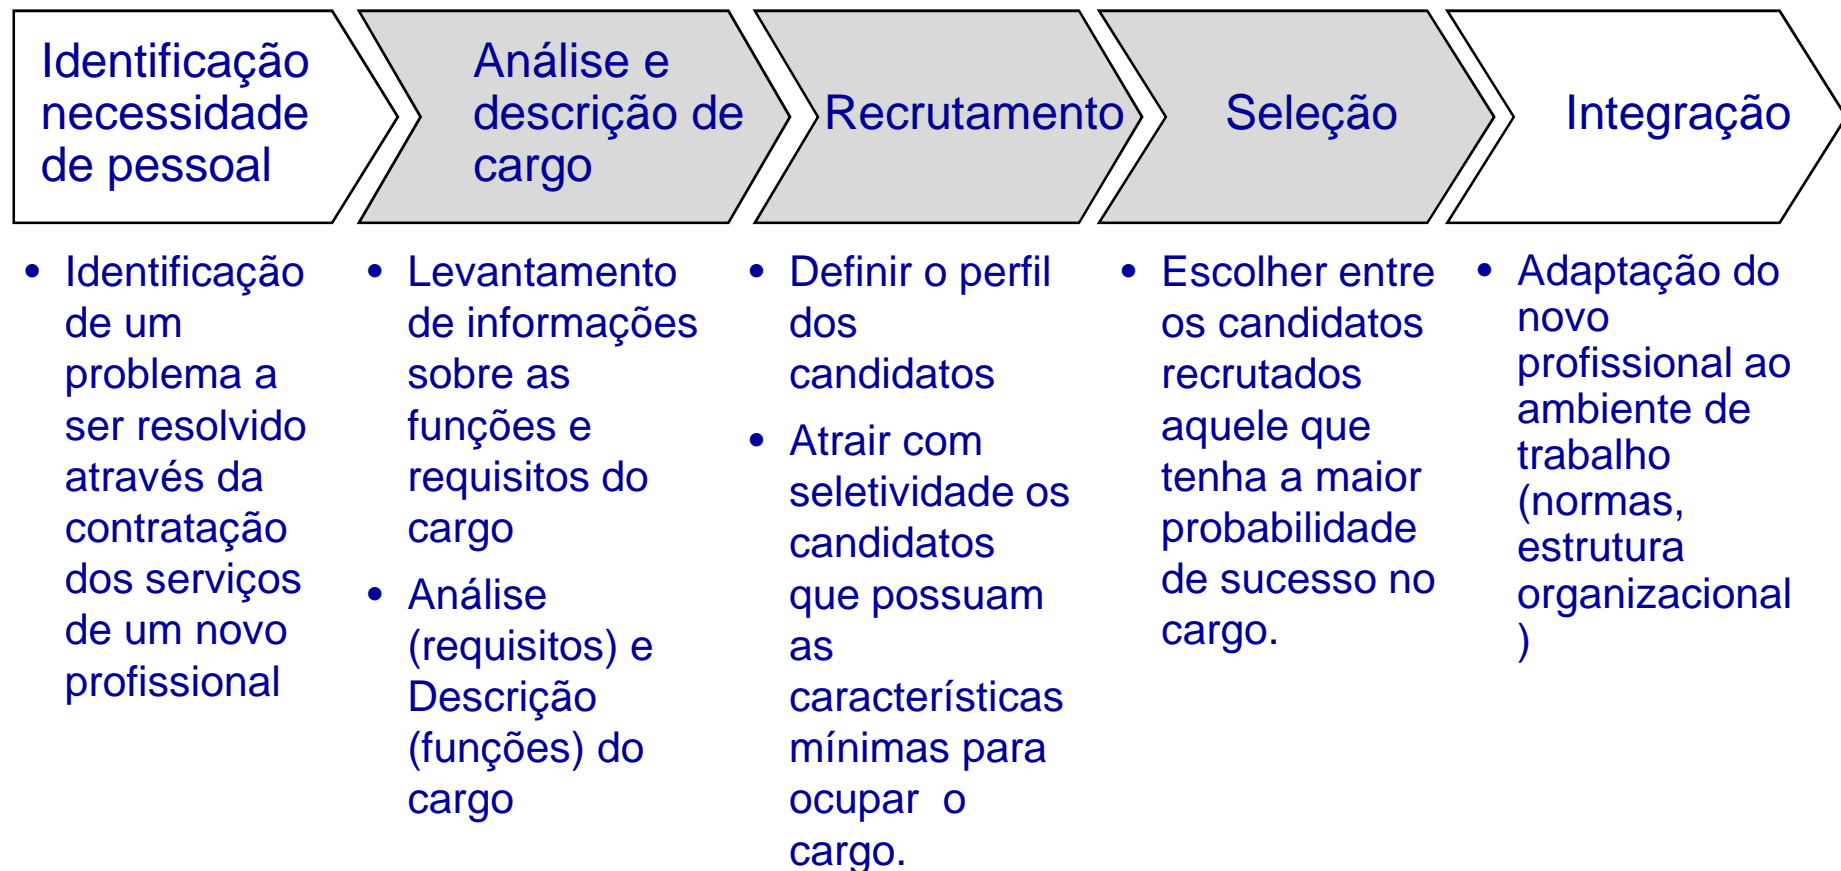 Identificação
necessidade
de pessoal
Análise e
descrição de
cargo
Recrutamento
Seleção
Integração
• Identificação
de um
problema a
ser resolvido
através da
contratação
dos serviços
de um novo
profissional
• Levantamento
de informações
sobre as
funções e
requisitos do
cargo
• Análise
(requisitos) e
Descrição
(funções) do
cargo
• Definir o perfil
dos
candidatos
• Atrair com
seletividade os
candidatos
que possuam
as
características
mínimas para
ocupar o
cargo.
• Escolher entre
os candidatos
recrutados
aquele que
tenha a maior
probabilidade
de sucesso no
cargo.
• Adaptação do
novo
profissional ao
ambiente de
trabalho
(normas,
estrutura
organizacional
)